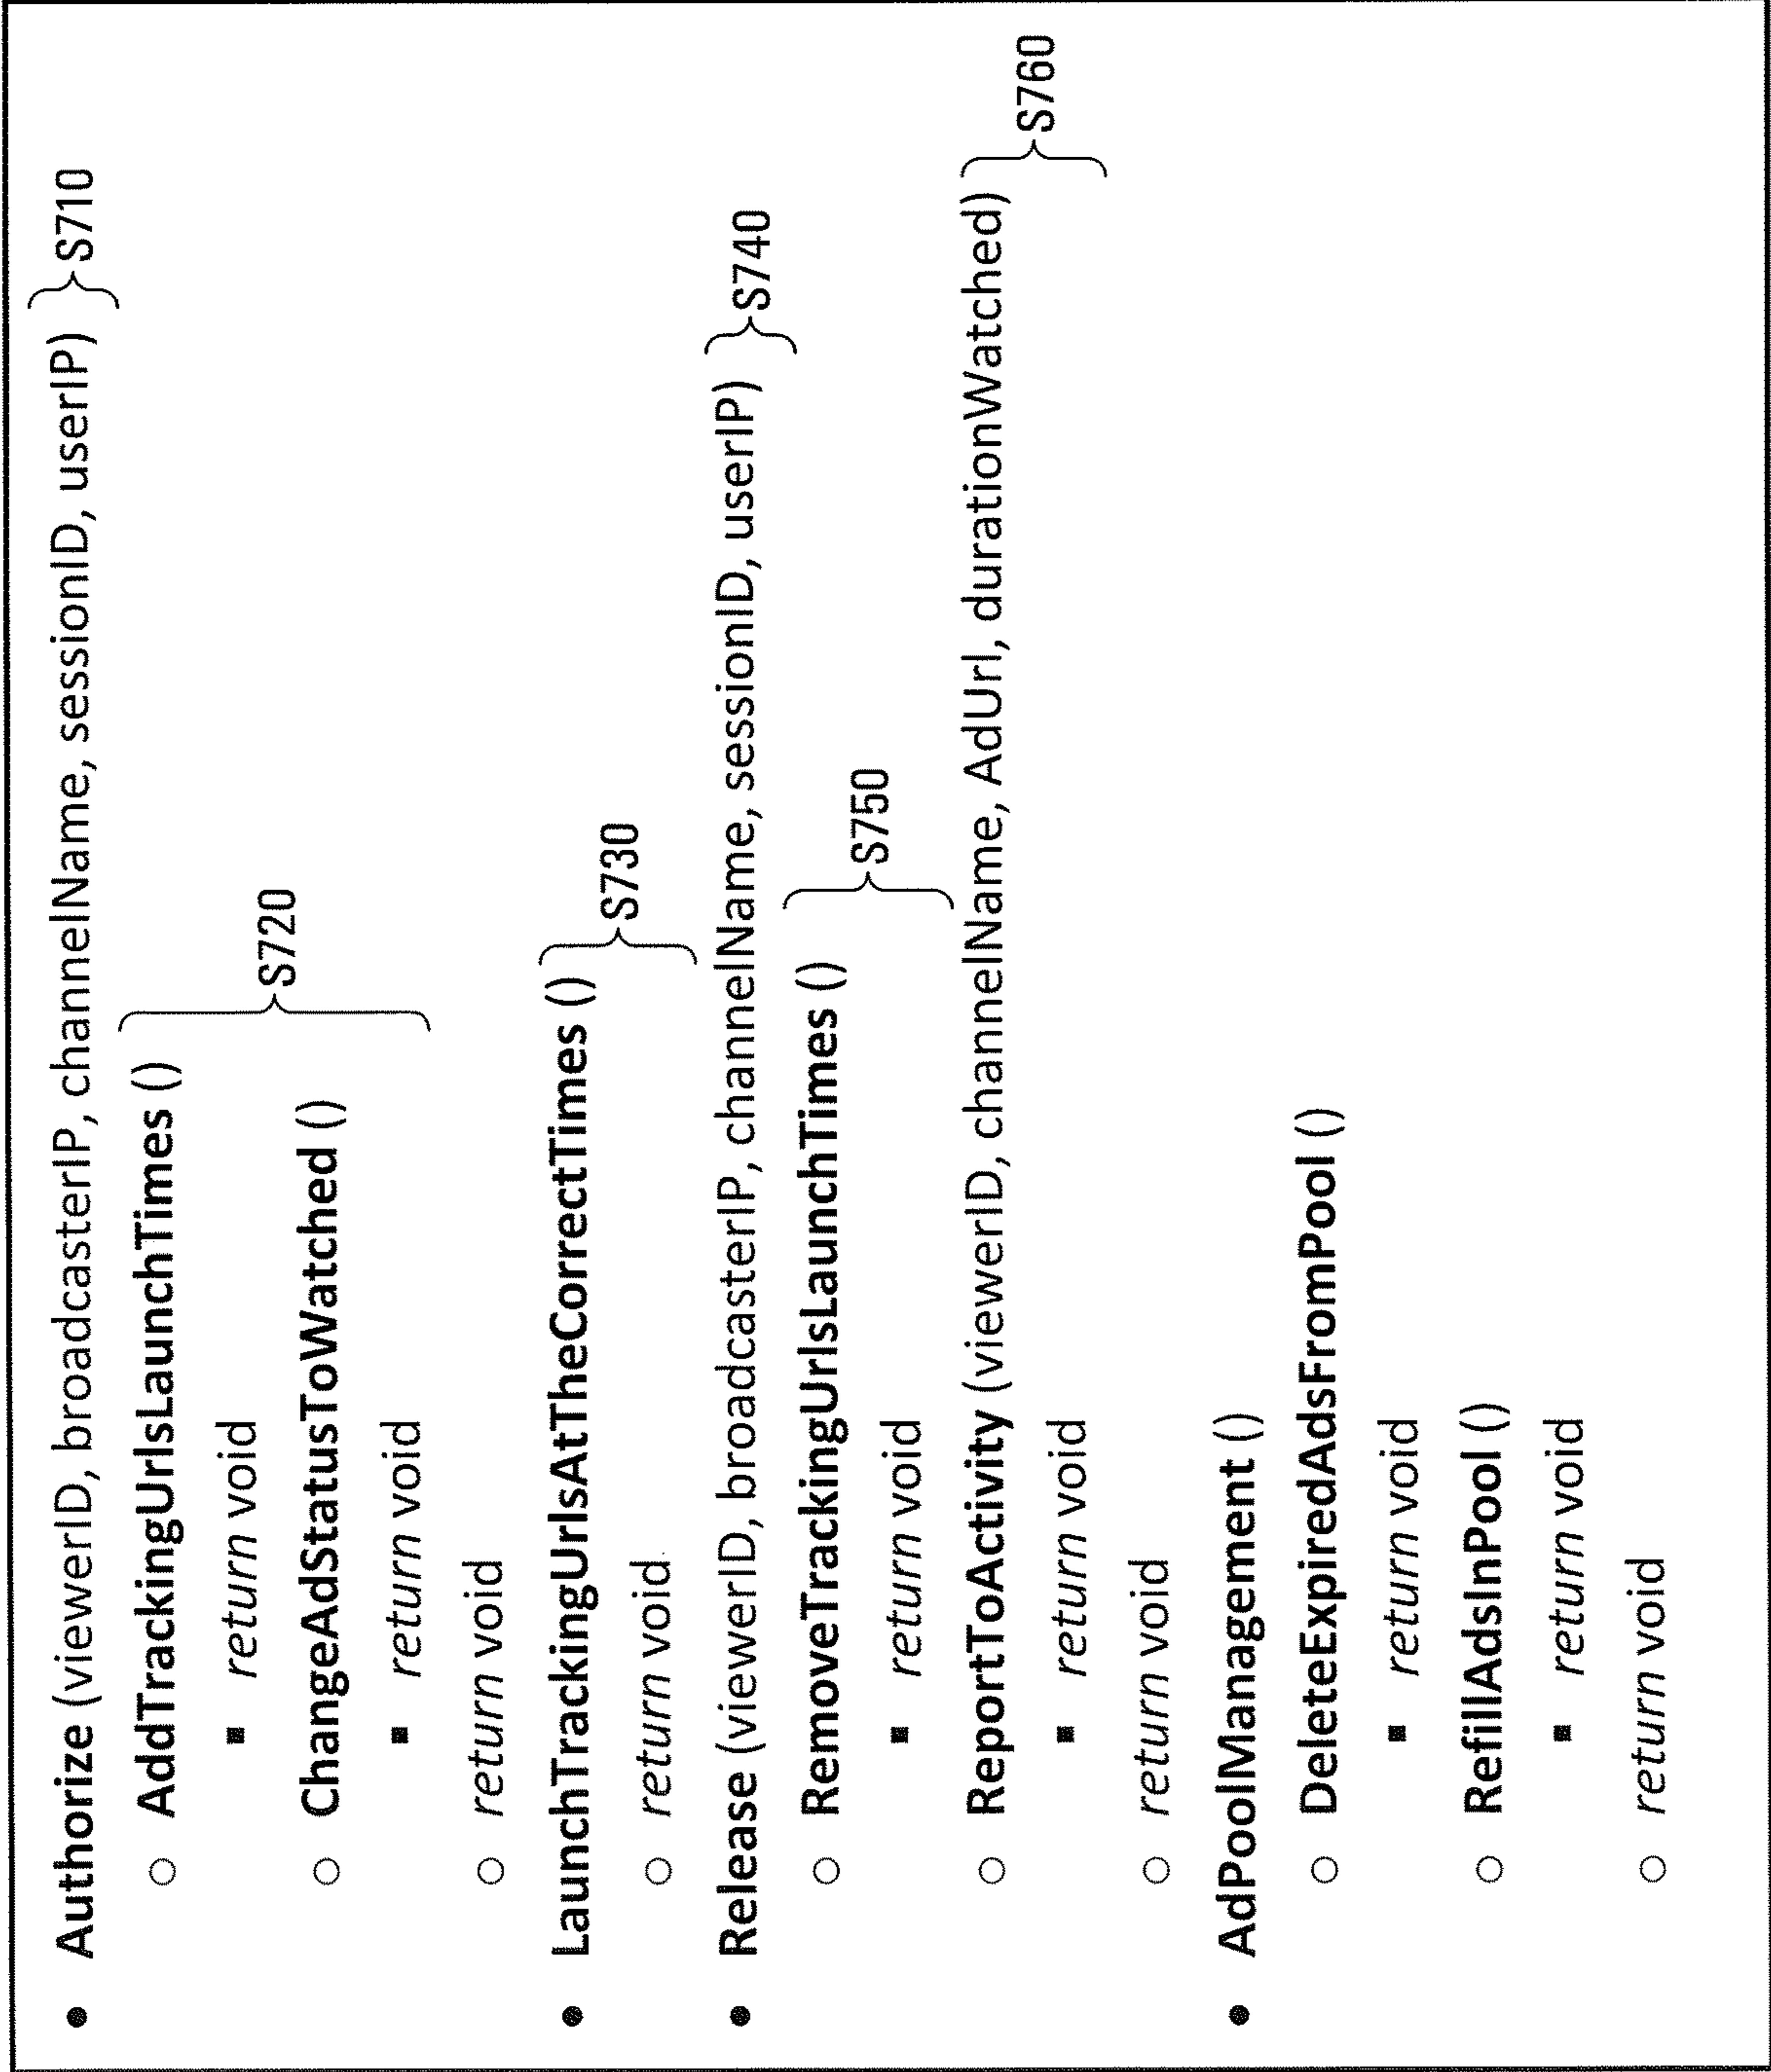 • Authorize (viewerID, broadcasterIP, channelName, sessionID, userIP) S710
○ AddTrackingUrlsLaunchTimes ()
▪ return void
S720
○ ChangeAdStatusToWatched ()
▪ return void
○ return void
• LaunchTrackingUrlsAtTheCorrectTimes ()
S730
○ return void
• Release (viewerID, broadcasterIP, channelName, sessionID, userIP) S740
○ RemoveTrackingUrlsLaunchTimes ()
S750
▪ return void
○ ReportToActivity (viewerID, channelName, AdUrl, durationWatched)
S760
▪ return void
○ return void
• AdPoolManagement ()
○ DeleteExpiredAdsFromPool ()
▪ return void
○ RefillAdsInPool ()
▪ return void
○ return void